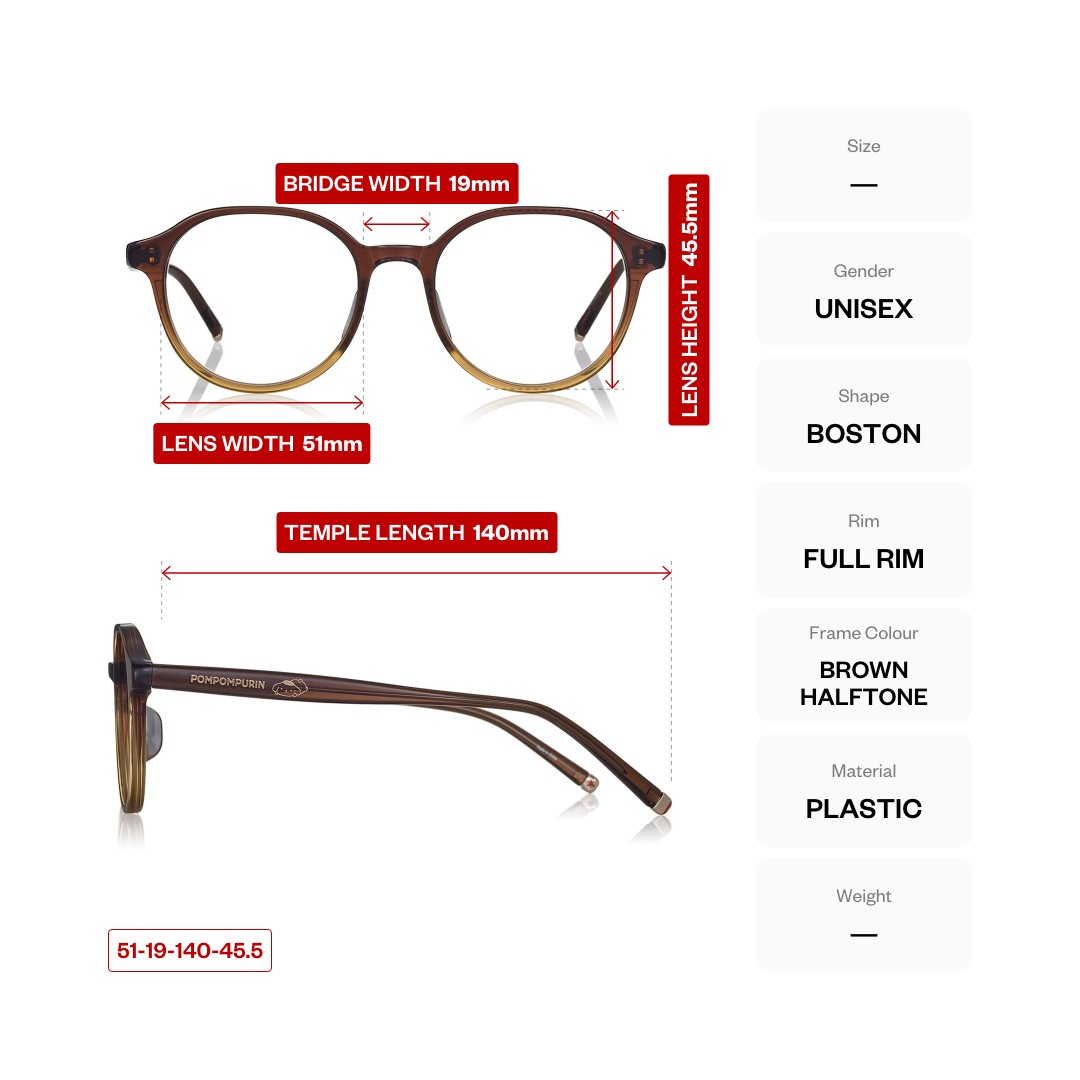 BRIDGE WIDTH 19mm
LENS HEIGHT 45.5mm
LENS WIDTH 51mm
TEMPLE LENGTH 140mm
POMPOMPURIN
51-19-140-45.5
Size
—
Gender
UNISEX
Shape
BOSTON
Rim
FULL RIM
Frame Colour
BROWN
HALFTONE
Material
PLASTIC
Weight
—